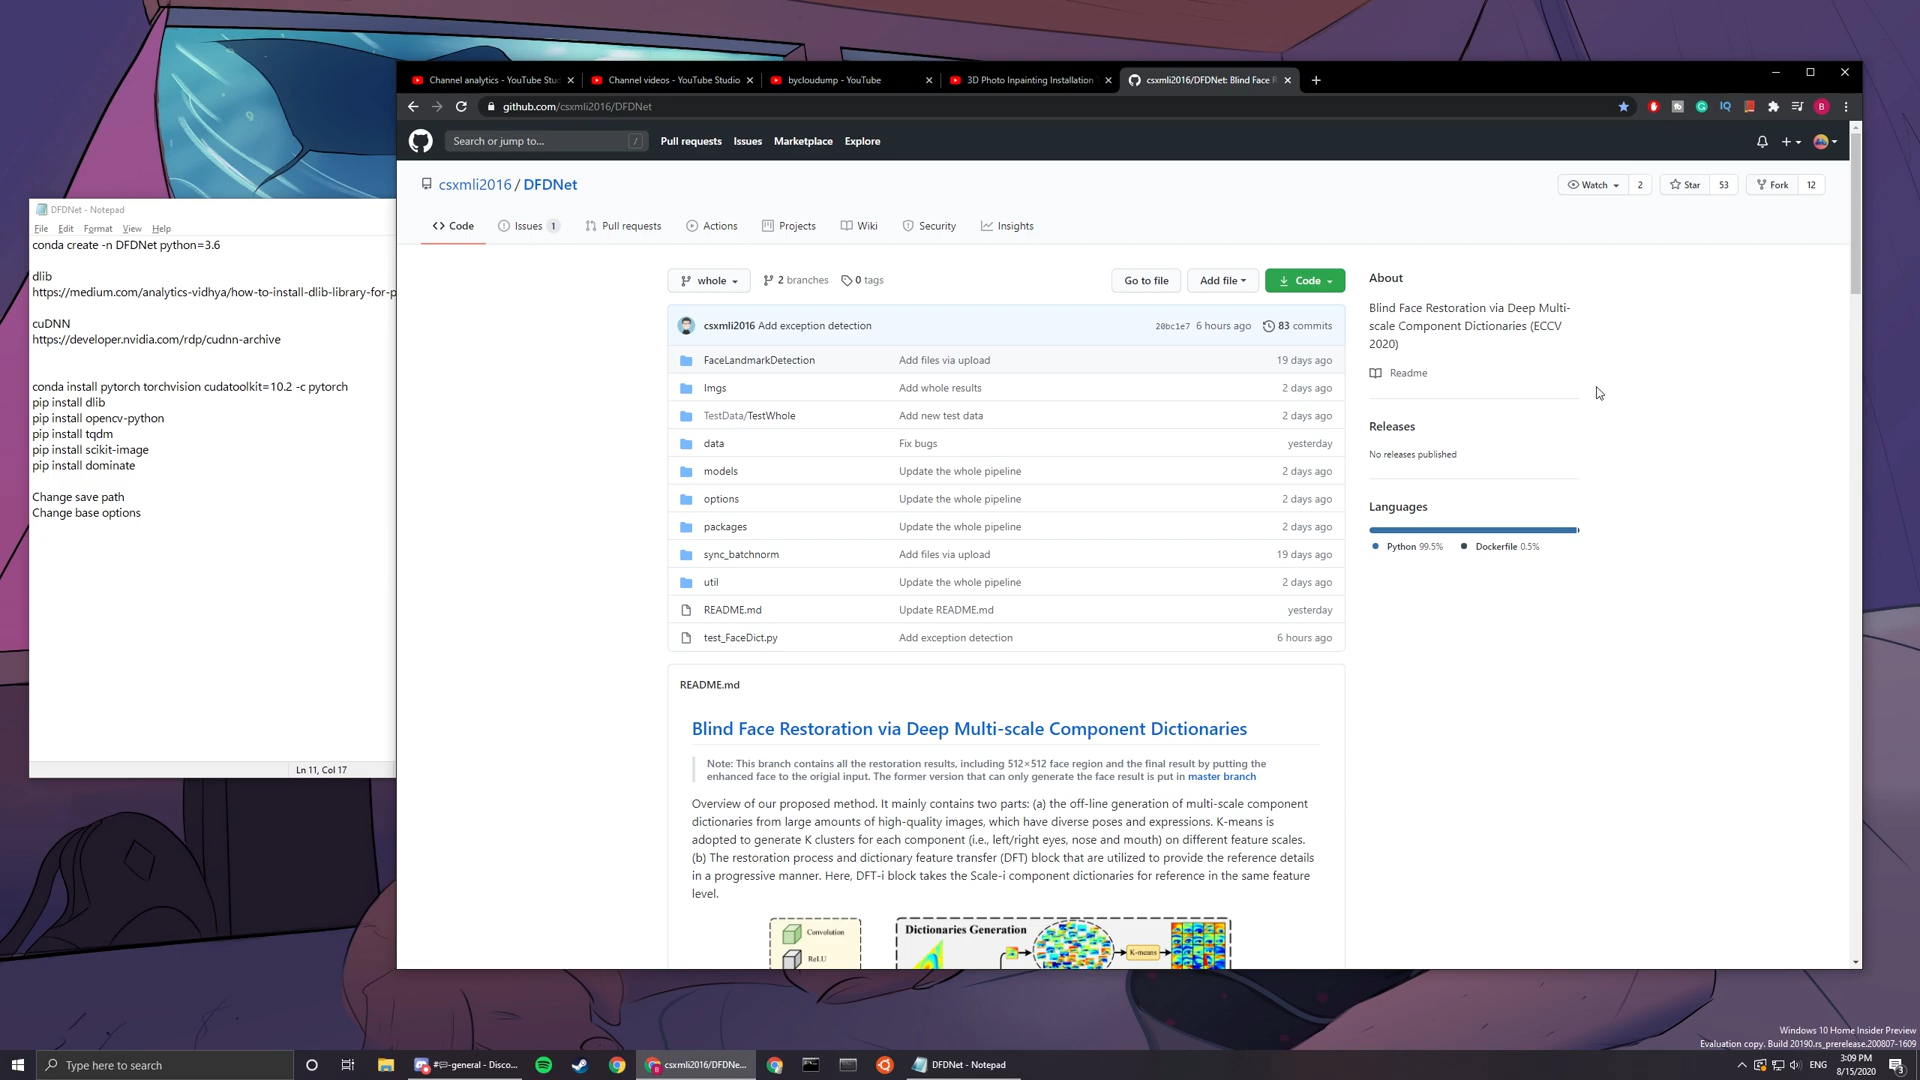 Channel analytics - YouTube Stu
Channel videos - YouTube Studio
bycloudump - YouTube
3D Photo Inpainting Installation
csxmli2016/DFDNet: Blind Face R
github.com/csxmli2016/DFDNet
IQ
B
Search or jump to...
/
Pull requests
Issues
Marketplace
Explore
csxmli2016 / DFDNet
Watch
2
Star
53
Fork
12
Code
Issues
1
Pull requests
Actions
Projects
Wiki
Security
Insights
whole
2 branches
0 tags
Go to file
Add file
Code
csxmli2016 Add exception detection
20bc1e7 6 hours ago
83 commits
FaceLandmarkDetection
Add files via upload
19 days ago
Imgs
Add whole results
2 days ago
TestData/TestWhole
Add new test data
2 days ago
data
Fix bugs
yesterday
models
Update the whole pipeline
2 days ago
options
Update the whole pipeline
2 days ago
packages
Update the whole pipeline
2 days ago
sync_batchnorm
Add files via upload
19 days ago
util
Update the whole pipeline
2 days ago
README.md
Update README.md
yesterday
test_FaceDict.py
Add exception detection
6 hours ago
About
Blind Face Restoration via Deep Multi-
scale Component Dictionaries (ECCV
2020)
Readme
Releases
No releases published
Languages
Python 99.5%
Dockerfile 0.5%
README.md
Blind Face Restoration via Deep Multi-scale Component Dictionaries
Note: This branch contains all the restoration results, including 512×512 face region and the final result by putting the
enhanced face to the origial input. The former version that can only generate the face result is put in master branch
Overview of our proposed method. It mainly contains two parts: (a) the off-line generation of multi-scale component
dictionaries from large amounts of high-quality images, which have diverse poses and expressions. K-means is
adopted to generate K clusters for each component (i.e., left/right eyes, nose and mouth) on different feature scales.
(b) The restoration process and dictionary feature transfer (DFT) block that are utilized to provide the reference details
in a progressive manner. Here, DFT-i block takes the Scale-i component dictionaries for reference in the same feature
level.
Convolution
ReLU
Dictionaries Generation
K-means
DFDNet - Notepad
File Edit Format View Help
conda create -n DFDNet python=3.6
dlib
https://medium.com/analytics-vidhya/how-to-install-dlib-library-for-p
cuDNN
https://developer.nvidia.com/rdp/cudnn-archive
conda install pytorch torchvision cudatoolkit=10.2 -c pytorch
pip install dlib
pip install opencv-python
pip install tqdm
pip install scikit-image
pip install dominate
Change save path
Change base options
Ln 11, Col 17
Windows 10 Home Insider Preview
Evaluation copy. Build 20190.rs_prerelease.200807-1609
Type here to search
-general - Disco...
csxmli2016/DFDNe...
DFDNet - Notepad
ENG
3:09 PM
8/15/2020
3